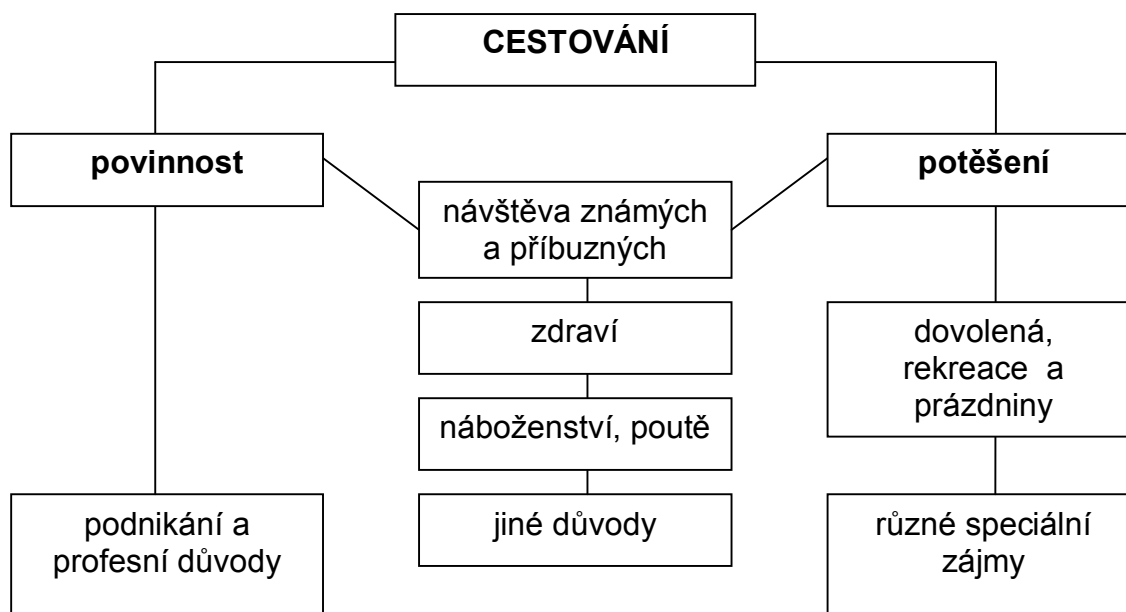 CESTOVÁNÍ
povinnost
potěšení
návštěva známých
a příbuzných
zdraví
dovolená,
rekreace a
prázdniny
náboženství, poutě
podnikání a
profesní důvody
jiné důvody
různé speciální
zájmy